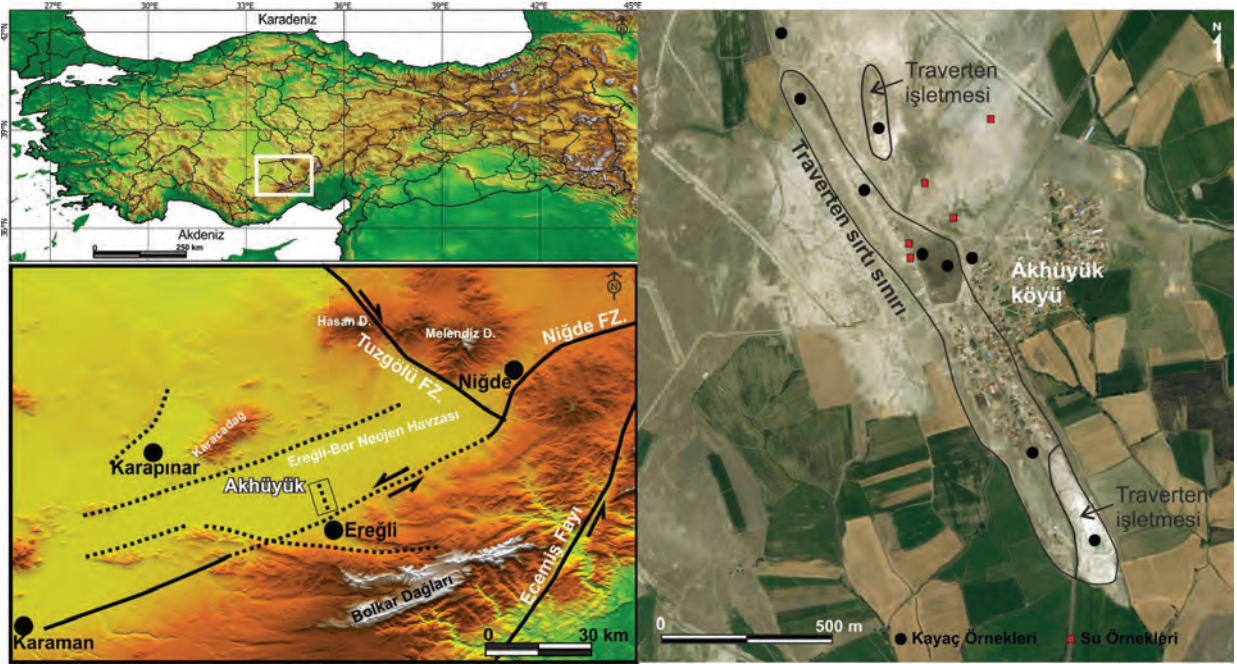 30°E
33°E
36°E
39°E
42°E
45°E
Karadeniz
42°N
39°N
36°N
Akdeniz
0
250 km
N
Hasan D.
Melendiz D.
Niğde FZ.
Tuzgölü FZ.
Niğde
Karacadağ
Ereğli-Bor Neojen Havzası
Karapınar
Akhüyük
Ereğli
Ecemiş Fayı
Bolkar Dağları
Karaman
0
30 km
N
Traverten
işletmesi
Traverten sırtı sınırı
Akhüyük
köyü
Traverten
işletmesi
0
500 m
Kayaç Örnekleri
Su Örnekleri